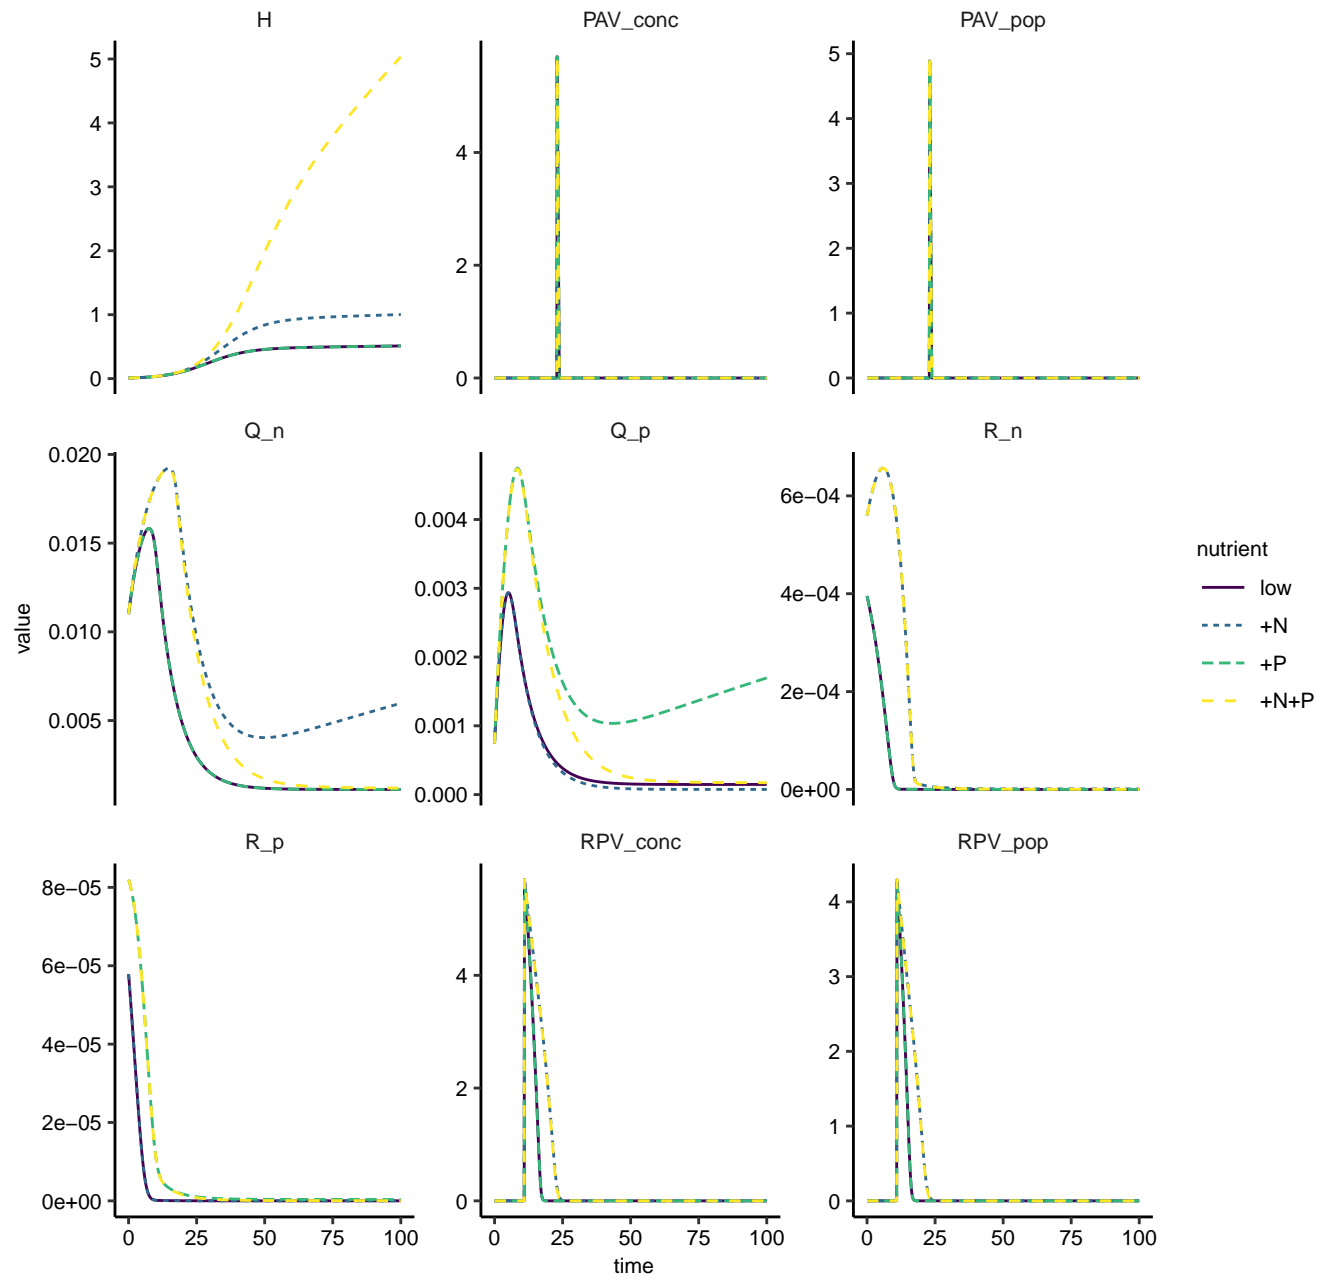 H PAV_conc PAV_pop
5
4
3
2
1
0
4
2
0
5
4
3
2
1
0
Q_n Q_p R_n
0.020
0.015
0.010
0.005
0.004
0.003
0.002
0.001
0.000
6e−04
4e−04
2e−04
0e+00
R_p RPV_conc RPV_pop
8e−05
6e−05
4e−05
2e−05
0e+00
4
2
0
4
3
2
1
0
0 25 50 75 100
0 25 50 75 100
0 25 50 75 100
time
value
nutrient
low
+N
+P
+N+P